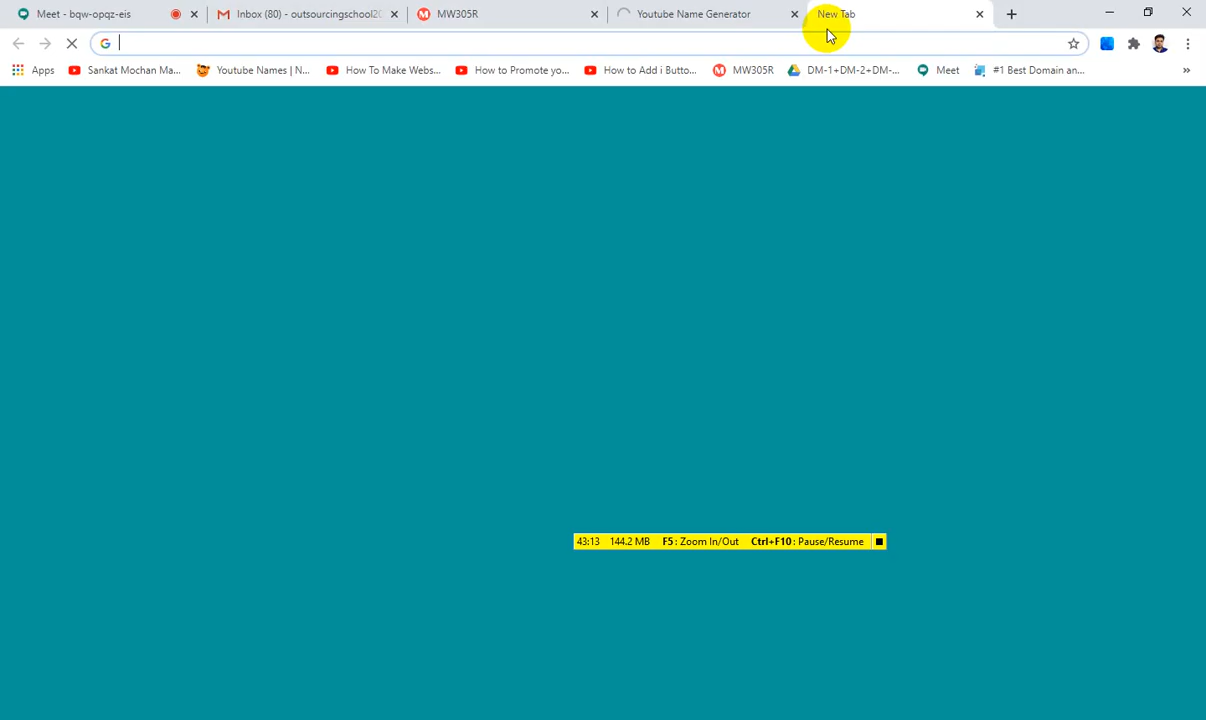 Meet - bqw-opqz-eis Inbox (80) - outsourcingschool20 MW305R Youtube Name Generator New Tab
Apps Sankat Mochan Ma... Youtube Names | N... How To Make Webs... How to Promote yo... How to Add i Butto... MW305R DM-1+DM-2+DM-... Meet #1 Best Domain an... »
43:13 144.2 MB F5: Zoom In/Out Ctrl+F10: Pause/Resume